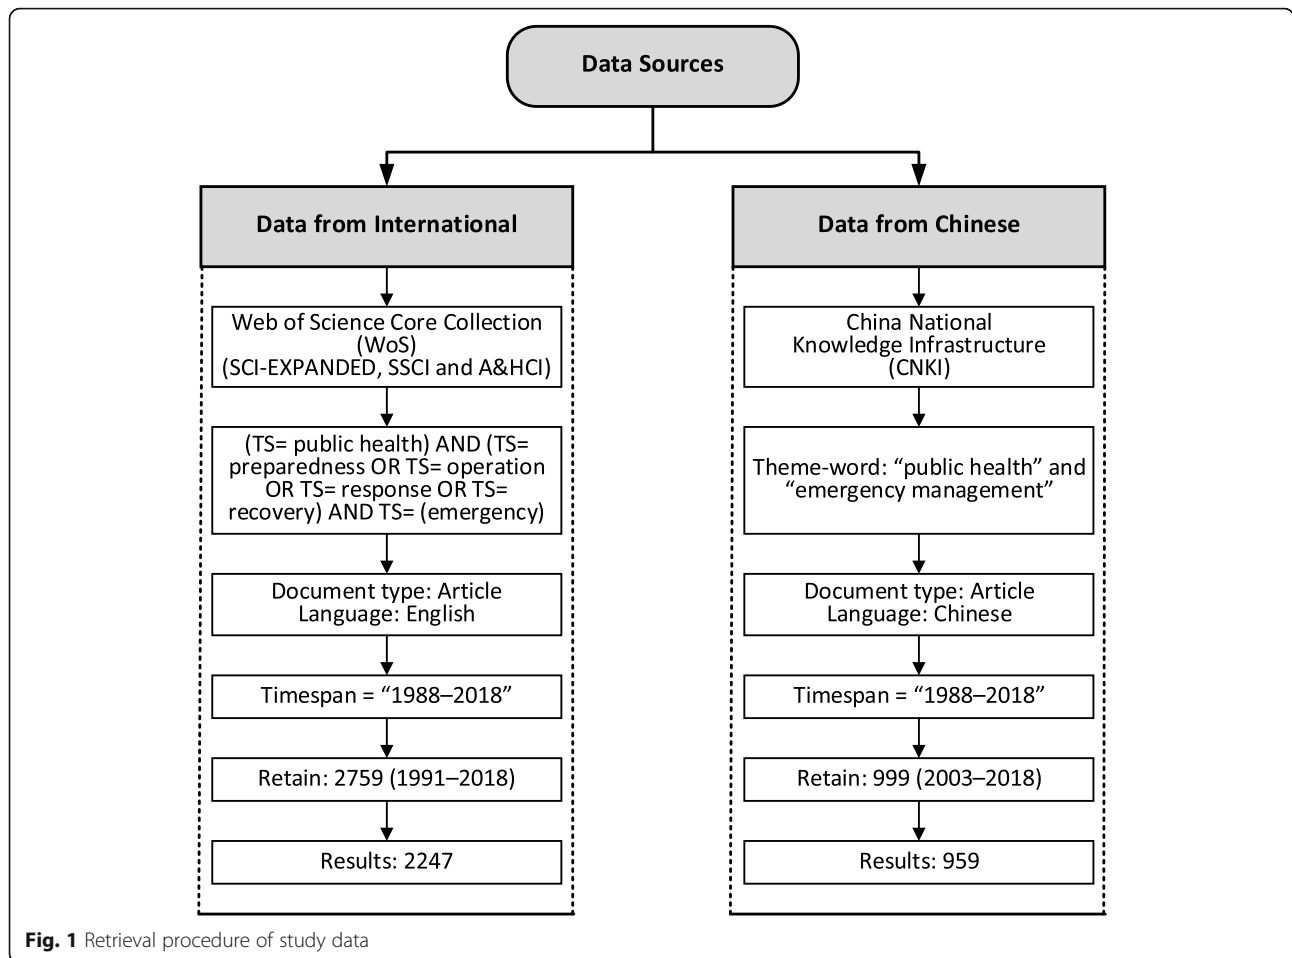 Data Sources
Data from International
Web of Science Core Collection
(WoS)
(SCI-EXPANDED, SSCI and A&HCI)
(TS= public health) AND (TS=
preparedness OR TS= operation
OR TS= response OR TS=
recovery) AND TS= (emergency)
Document type: Article
Language: English
Timespan = “1988–2018”
Retain: 2759 (1991–2018)
Results: 2247
Data from Chinese
China National
Knowledge Infrastructure
(CNKI)
Theme-word: “public health” and
“emergency management”
Document type: Article
Language: Chinese
Timespan = “1988–2018”
Retain: 999 (2003–2018)
Results: 959
Fig. 1 Retrieval procedure of study data